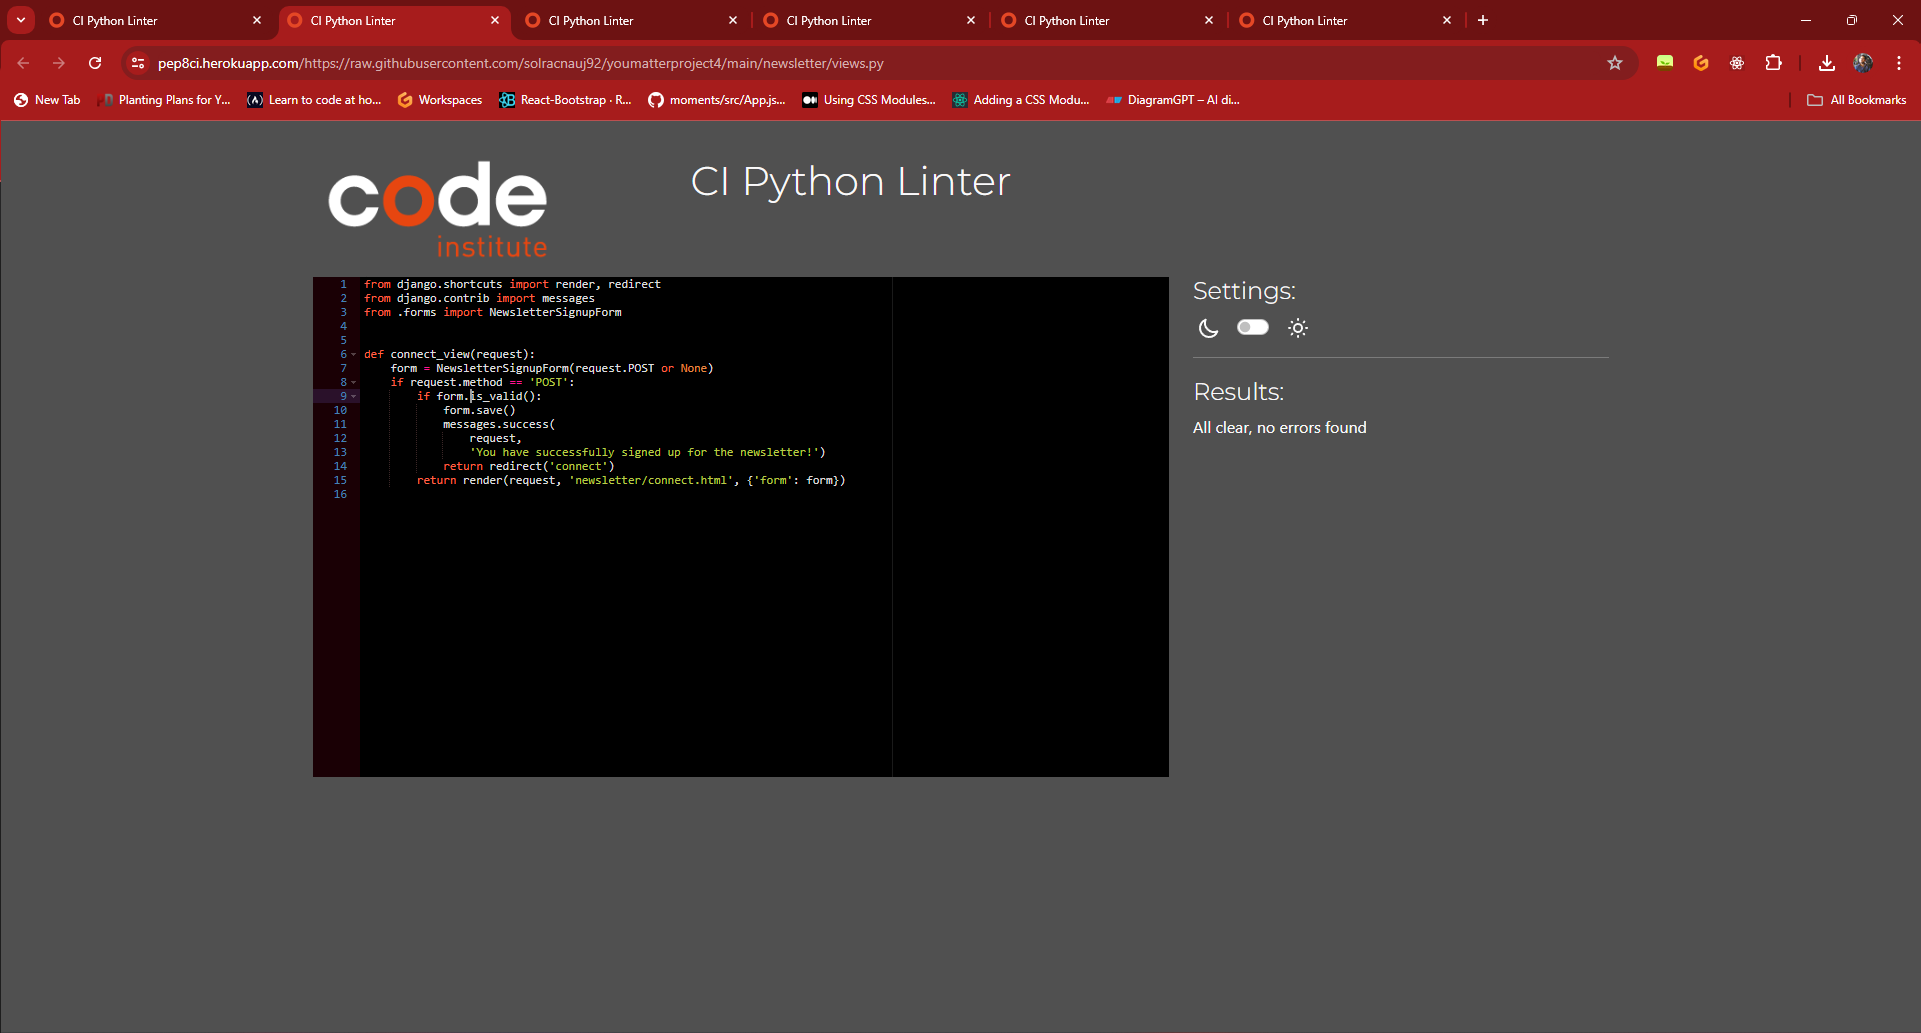 CI Python Linter
CI Python Linter
CI Python Linter
CI Python Linter
CI Python Linter
CI Python Linter
pep8ci.herokuapp.com/https://raw.githubusercontent.com/solracnauj92/youmatterproject4/main/newsletter/views.py
New Tab
Planting Plans for Y...
Learn to code at ho...
Workspaces
React-Bootstrap · R...
moments/src/App.js...
Using CSS Modules...
Adding a CSS Modu...
DiagramGPT – AI di...
All Bookmarks
code
institute
CI Python Linter
1 from django.shortcuts import render, redirect
2 from django.contrib import messages
3 from .forms import NewsletterSignupForm
4
5
6 def connect_view(request):
7     form = NewsletterSignupForm(request.POST or None)
8     if request.method == 'POST':
9         if form.is_valid():
10             form.save()
11             messages.success(
12                 request,
13                 'You have successfully signed up for the newsletter!')
14             return redirect('connect')
15         return render(request, 'newsletter/connect.html', {'form': form})
16
Settings:
Results:
All clear, no errors found